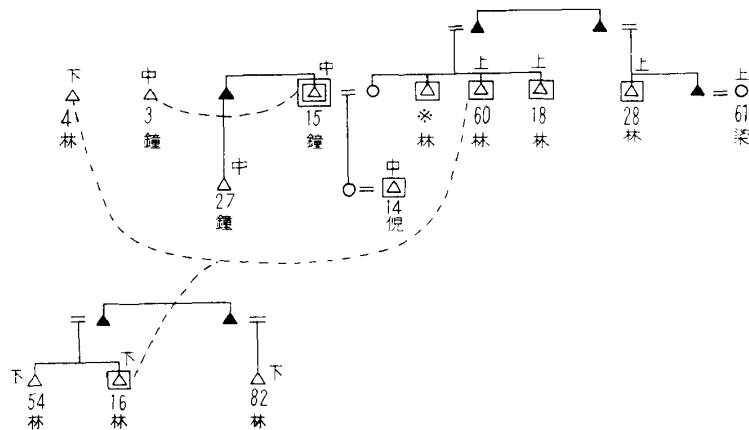 下 4 林
中 3 鐘
中 15 鐘
※ 林
上 60 林
上 18 林
上 28 林
上 61 梁
中 27 鐘
中 14 倪
下 54 林
下 16 林
下 82 林